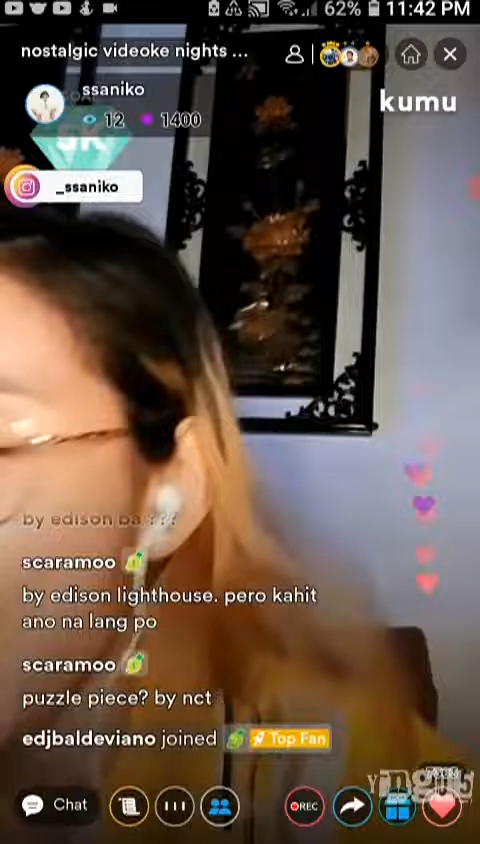 62% 11:42 PM
nostalgic videoke nights ...
ssaniko
12 1400
kumu
5K
_ssaniko
by edison ba ???
scaramoo
by edison lighthouse. pero kahit
ano na lang po
scaramoo
puzzle piece? by nct
edjbaldeviano joined Top Fan
Chat
REC